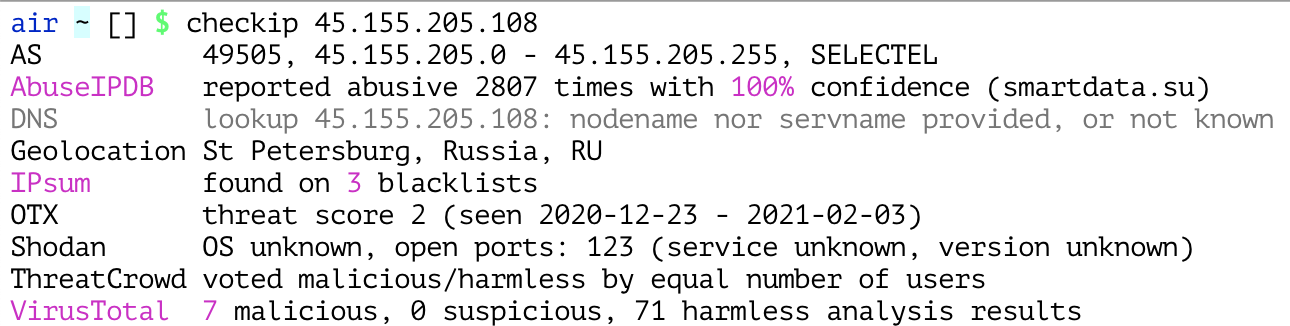 air ~ [] $ checkip 45.155.205.108
AS 49505, 45.155.205.0 - 45.155.205.255, SELECTEL
AbuseIPDB reported abusive 2807 times with 100% confidence (smartdata.su)
DNS lookup 45.155.205.108: nodename nor servname provided, or not known
Geolocation St Petersburg, Russia, RU
IPsum found on 3 blacklists
OTX threat score 2 (seen 2020-12-23 - 2021-02-03)
Shodan OS unknown, open ports: 123 (service unknown, version unknown)
ThreatCrowd voted malicious/harmless by equal number of users
VirusTotal 7 malicious, 0 suspicious, 71 harmless analysis results